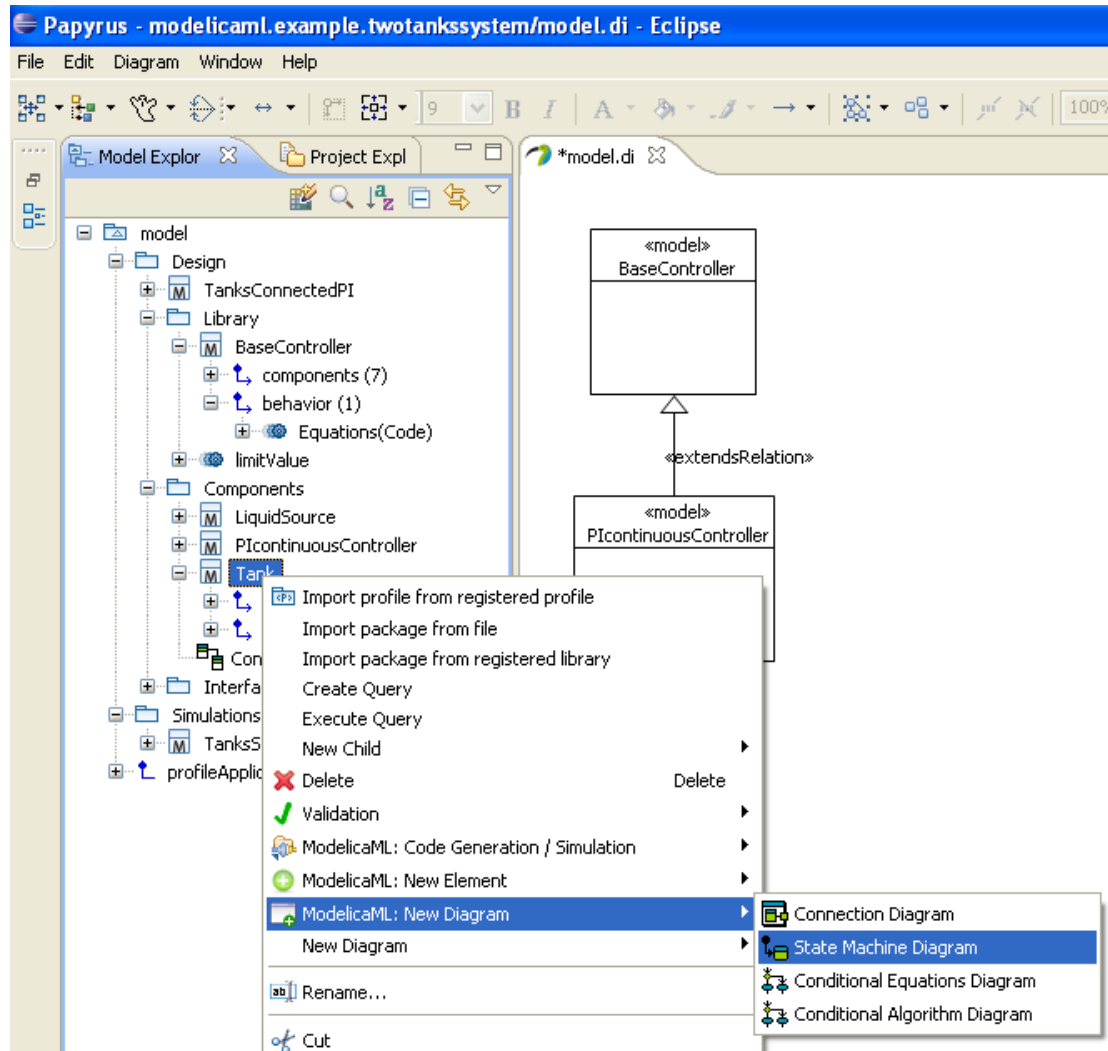 Papyrus - modelicaml.example.twotankssystem/model.di - Eclipse
File Edit Diagram Window Help
9 B I A 100%
Model Explor Project Expl
*model.di
model
Design
TanksConnectedPI
Library
BaseController
components (7)
behavior (1)
Equations(Code)
limitValue
Components
LiquidSource
PIcontinuousController
Tank
Con
Interfa
Simulations
TanksS
profileApplic
«model»
BaseController
«extendsRelation»
«model»
PIcontinuousController
Import profile from registered profile
Import package from file
Import package from registered library
Create Query
Execute Query
New Child
Delete Delete
Validation
ModelicaML: Code Generation / Simulation
ModelicaML: New Element
ModelicaML: New Diagram
New Diagram
Rename...
Cut
Connection Diagram
State Machine Diagram
Conditional Equations Diagram
Conditional Algorithm Diagram